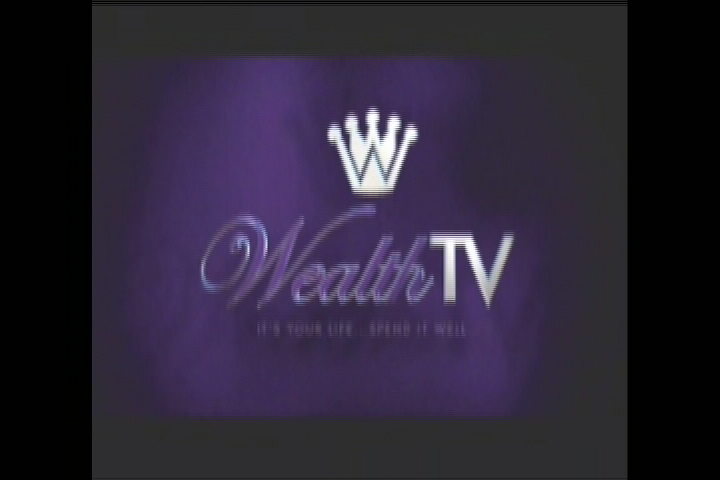 W
WealthTV
IT'S YOUR LIFE. SPEND IT WELL